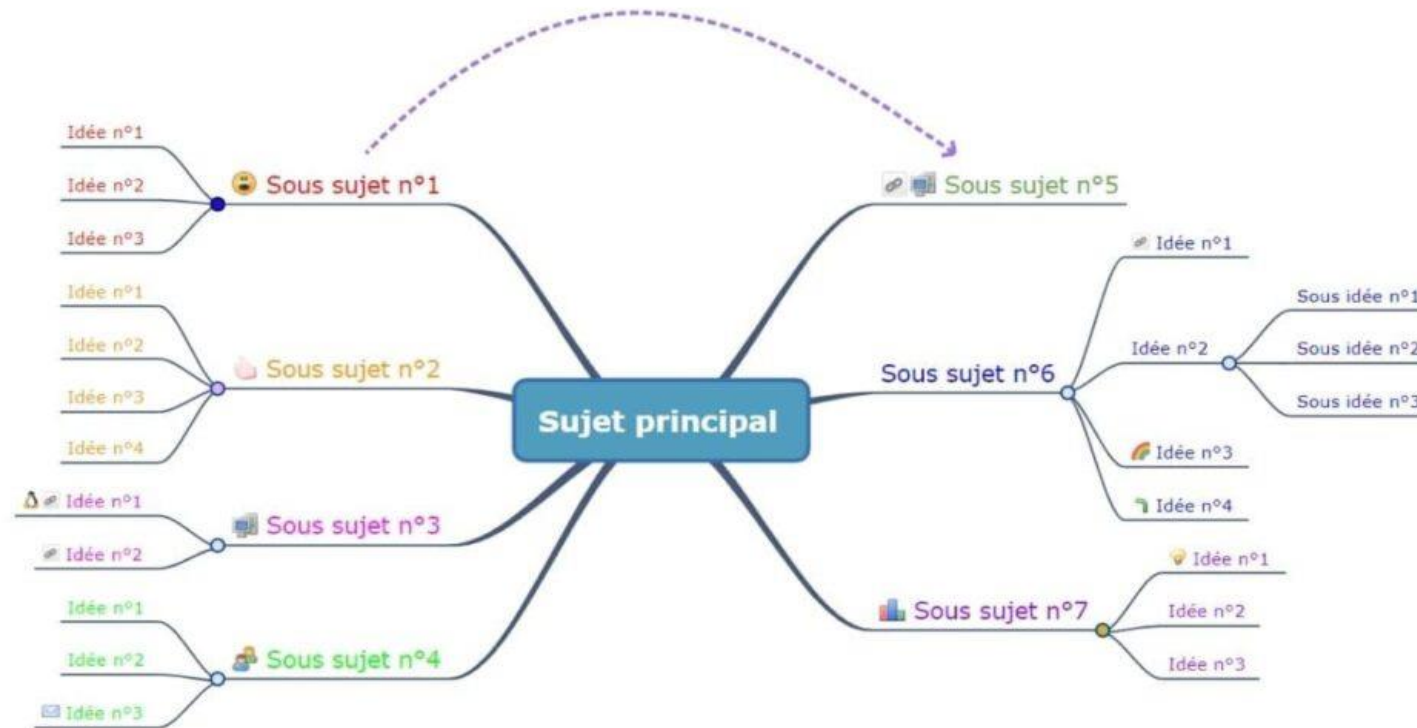 Sujet principal
Sous sujet n°1
Idée n°1
Idée n°2
Idée n°3
Sous sujet n°2
Idée n°1
Idée n°2
Idée n°3
Idée n°4
Sous sujet n°3
Idée n°1
Idée n°2
Sous sujet n°4
Idée n°1
Idée n°2
Idée n°3
Sous sujet n°5
Sous sujet n°6
Idée n°1
Idée n°2
Sous idée n°1
Sous idée n°2
Sous idée n°3
Idée n°3
Idée n°4
Sous sujet n°7
Idée n°1
Idée n°2
Idée n°3